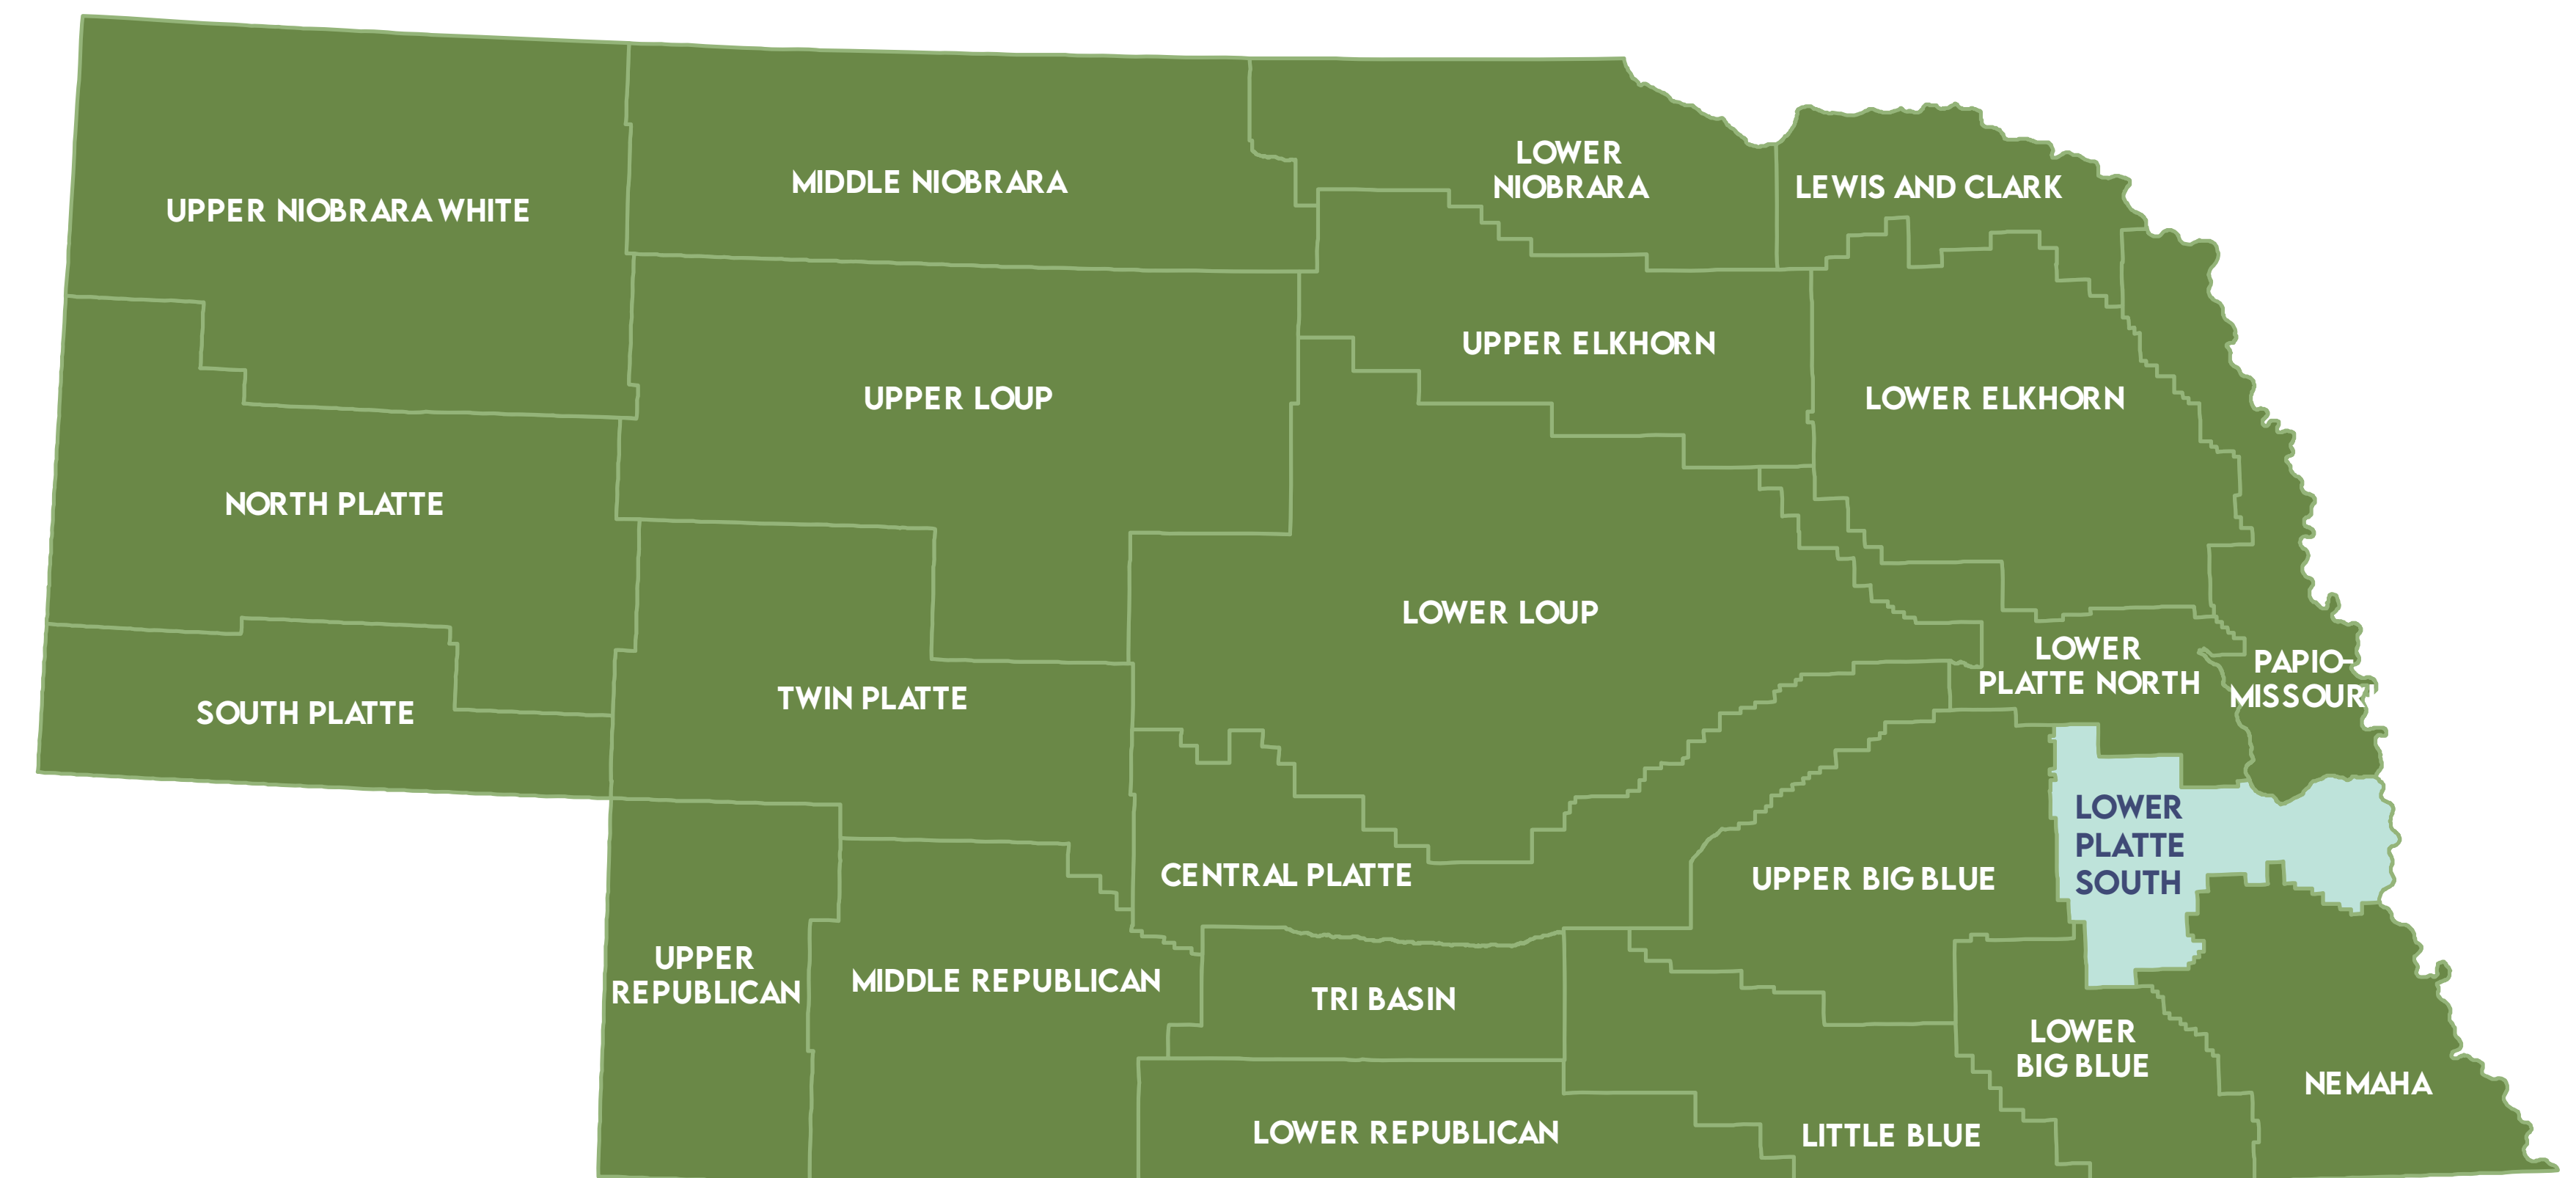 UPPER NIOBRARA WHITE
MIDDLE NIOBRARA
LOWER
NIOBRARA
LEWIS AND CLARK
NORTH PLATTE
UPPER LOUP
UPPER ELKHORN
LOWER ELKHORN
SOUTH PLATTE
TWIN PLATTE
LOWER LOUP
LOWER
PLATTE NORTH
PAPIO-
MISSOURI
CENTRAL PLATTE
UPPER BIG BLUE
LOWER
PLATTE
SOUTH
UPPER
REPUBLICAN
MIDDLE REPUBLICAN
TRI BASIN
LOWER
BIG BLUE
NEMAHA
LOWER REPUBLICAN
LITTLE BLUE